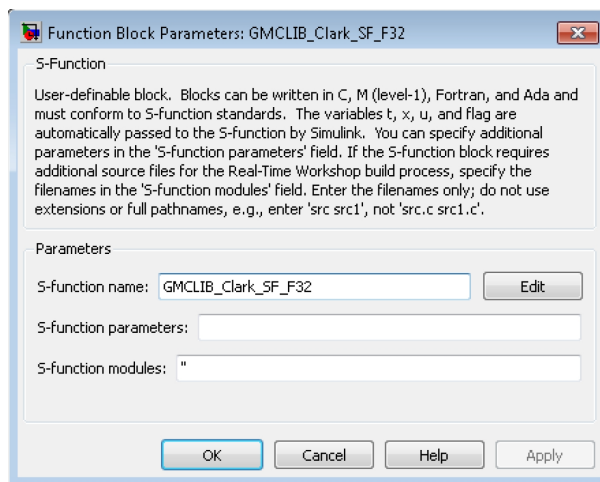 Function Block Parameters: GMCLIB_Clark_SF_F32
S-Function
User-definable block.  Blocks can be written in C, M (level-1), Fortran, and Ada and
must conform to S-function standards.  The variables t, x, u, and flag are
automatically passed to the S-function by Simulink.  You can specify additional
parameters in the 'S-function parameters' field. If the S-function block requires
additional source files for the Real-Time Workshop build process, specify the
filenames in the 'S-function modules' field. Enter the filenames only; do not use
extensions or full pathnames, e.g., enter 'src src1', not 'src.c src1.c'.
Parameters
S-function name: GMCLIB_Clark_SF_F32 Edit
S-function parameters:
S-function modules: ''
OK Cancel Help Apply